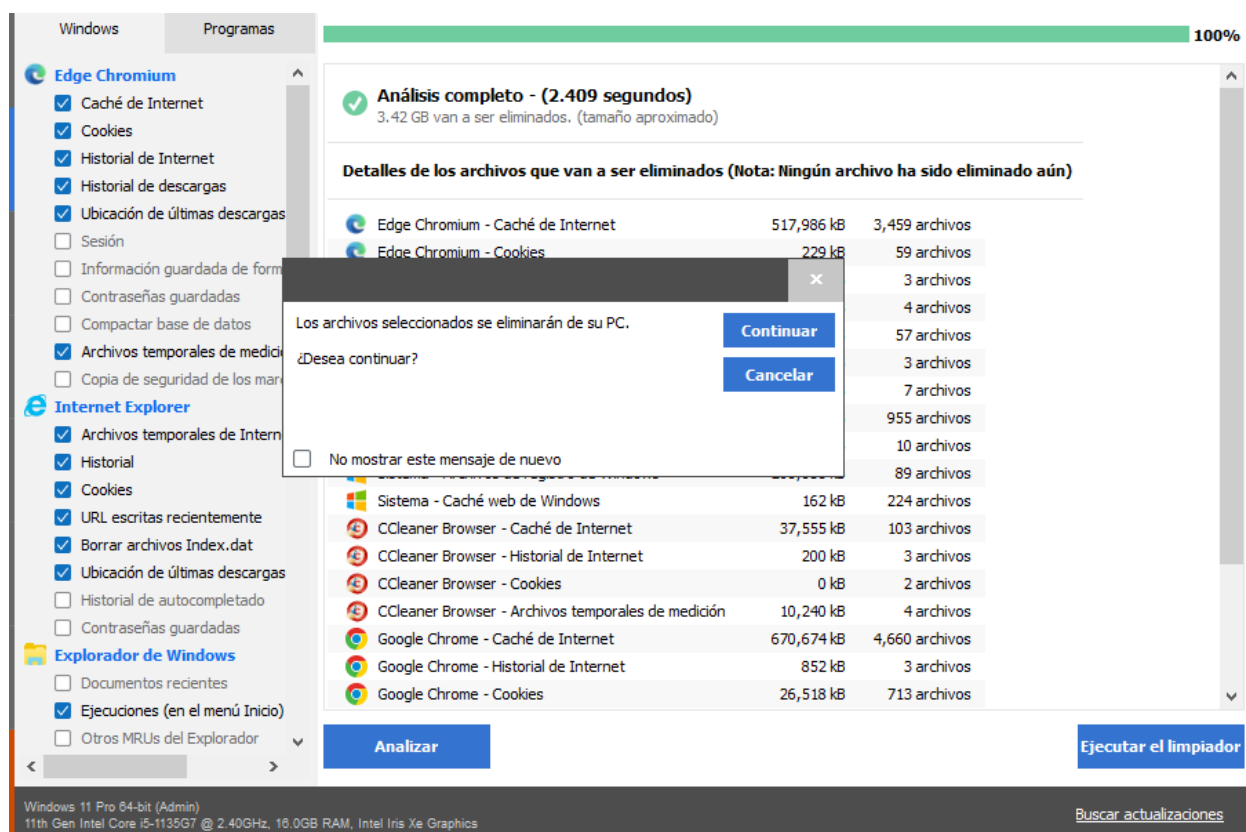 Windows
Programas
100%
Edge Chromium
Caché de Internet
Cookies
Historial de Internet
Historial de descargas
Ubicación de últimas descargas
Sesión
Información guardada de form
Contraseñas guardadas
Compactar base de datos
Archivos temporales de medici
Copia de seguridad de los mar
Internet Explorer
Archivos temporales de Intern
Historial
Cookies
URL escritas recientemente
Borrar archivos Index.dat
Ubicación de últimas descargas
Historial de autocompletado
Contraseñas guardadas
Explorador de Windows
Documentos recientes
Ejecuciones (en el menú Inicio)
Otros MRUs del Explorador
Análisis completo - (2.409 segundos)
3.42 GB van a ser eliminados. (tamaño aproximado)
Detalles de los archivos que van a ser eliminados (Nota: Ningún archivo ha sido eliminado aún)
Edge Chromium - Caché de Internet 517,986 kB 3,459 archivos
Edge Chromium - Cookies 229 kB 59 archivos
3 archivos
4 archivos
57 archivos
3 archivos
7 archivos
955 archivos
10 archivos
89 archivos
Sistema - Caché web de Windows 162 kB 224 archivos
CCleaner Browser - Caché de Internet 37,555 kB 103 archivos
CCleaner Browser - Historial de Internet 200 kB 3 archivos
CCleaner Browser - Cookies 0 kB 2 archivos
CCleaner Browser - Archivos temporales de medición 10,240 kB 4 archivos
Google Chrome - Caché de Internet 670,674 kB 4,660 archivos
Google Chrome - Historial de Internet 852 kB 3 archivos
Google Chrome - Cookies 26,518 kB 713 archivos
Los archivos seleccionados se eliminarán de su PC.
¿Desea continuar?
Continuar
Cancelar
No mostrar este mensaje de nuevo
Analizar
Ejecutar el limpiador
Windows 11 Pro 64-bit (Admin)
11th Gen Intel Core i5-1135G7 @ 2.40GHz, 16.0GB RAM, Intel Iris Xe Graphics
Buscar actualizaciones